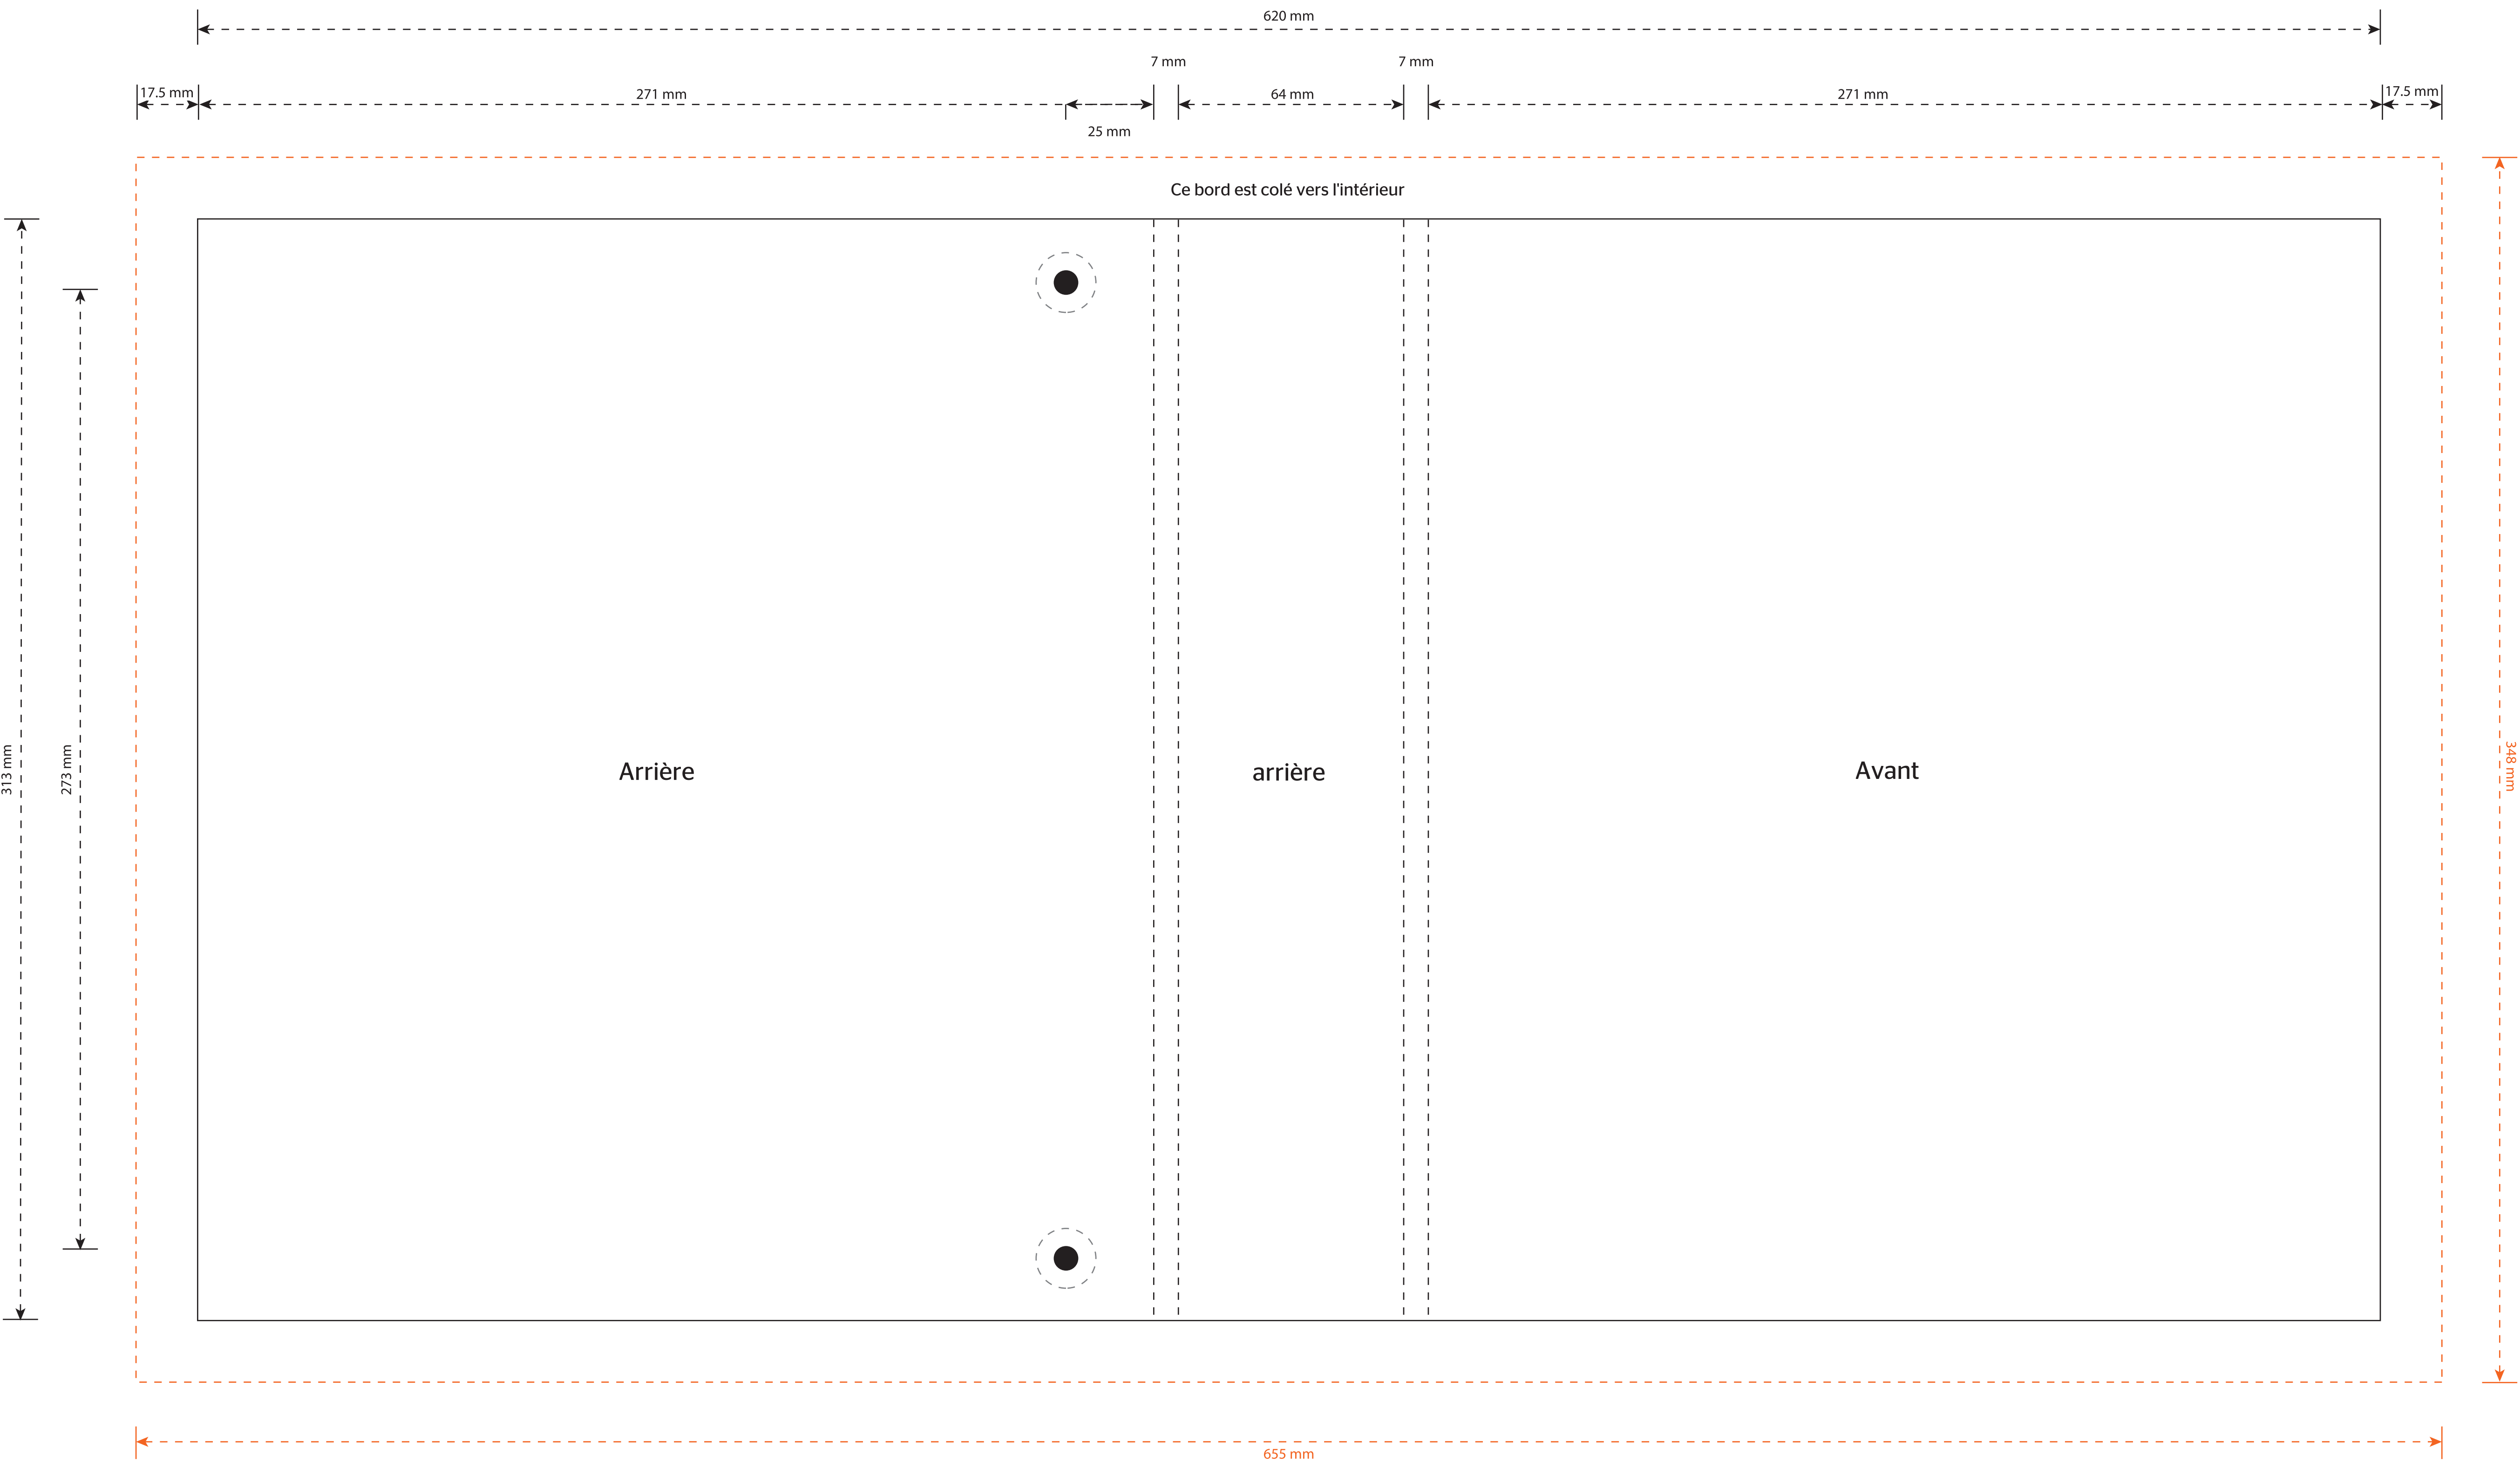 620 mm
7 mm
7 mm
17.5 mm
271 mm
64 mm
271 mm
17.5 mm
25 mm
Ce bord est colé vers l'intérieur
313 mm
273 mm
Arrière
arrière
Avant
348 mm
655 mm